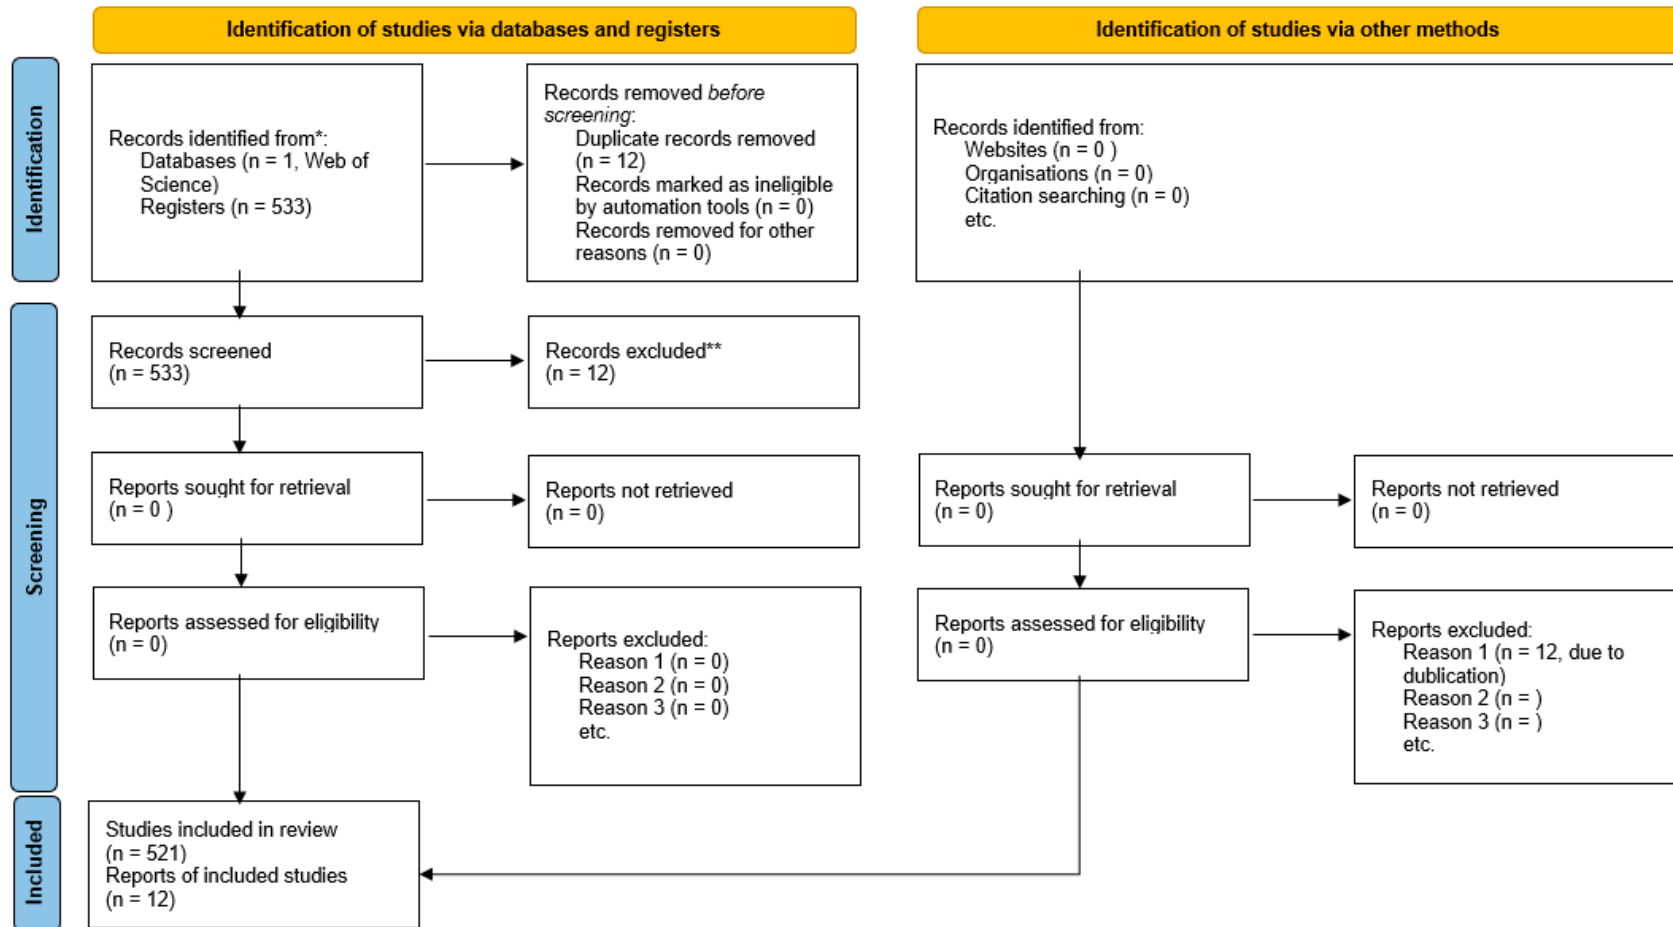 Identification of studies via databases and registers
Identification of studies via other methods
Identification
Records identified from*:
Databases (n = 1, Web of
Science)
Registers (n = 533)
Records removed before
screening:
Duplicate records removed
(n = 12)
Records marked as ineligible
by automation tools (n = 0)
Records removed for other
reasons (n = 0)
Records identified from:
Websites (n = 0 )
Organisations (n = 0)
Citation searching (n = 0)
etc.
Screening
Records screened
(n = 533)
Records excluded**
(n = 12)
Reports sought for retrieval
(n = 0 )
Reports not retrieved
(n = 0)
Reports sought for retrieval
(n = 0)
Reports not retrieved
(n = 0)
Reports assessed for eligibility
(n = 0)
Reports excluded:
Reason 1 (n = 0)
Reason 2 (n = 0)
Reason 3 (n = 0)
etc.
Reports assessed for eligibility
(n = 0)
Reports excluded:
Reason 1 (n = 12, due to
dublication)
Reason 2 (n = )
Reason 3 (n = )
etc.
Included
Studies included in review
(n = 521)
Reports of included studies
(n = 12)